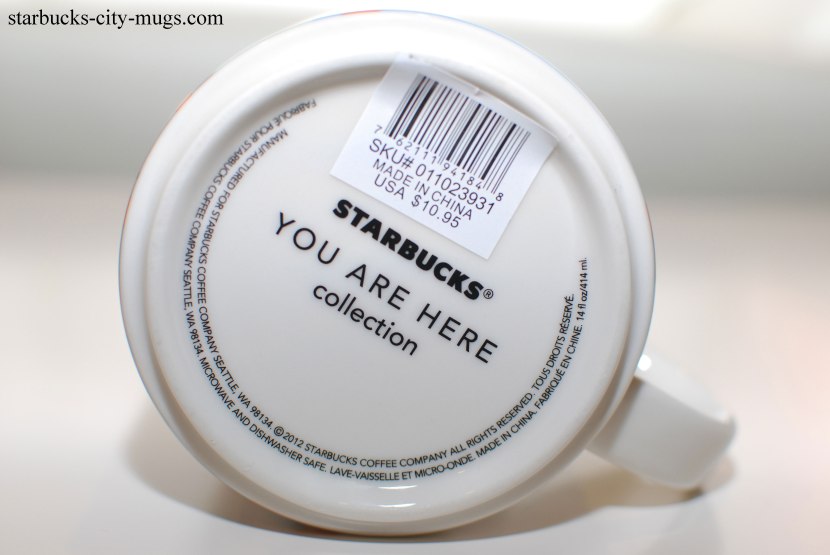 starbucks-city-mugs.com
7 62111 94184 8
SKU# 011023931
MADE IN CHINA
USA $10.95
STARBUCKS®
YOU ARE HERE
collection
MANUFACTURED FOR STARBUCKS COFFEE COMPANY SEATTLE, WA 98134. ©2012 STARBUCKS COFFEE COMPANY ALL RIGHTS RESERVED. TOUS DROITS RÉSERVÉ.
FABRIQUÉ POUR STARBUCKS COFFEE COMPANY SEATTLE, WA 98134. MICROWAVE AND DISHWASHER SAFE. LAVE-VAISSELLE ET MICRO-ONDE. MADE IN CHINA. FABRIQUÉ EN CHINE. 14 fl oz/414 ml.